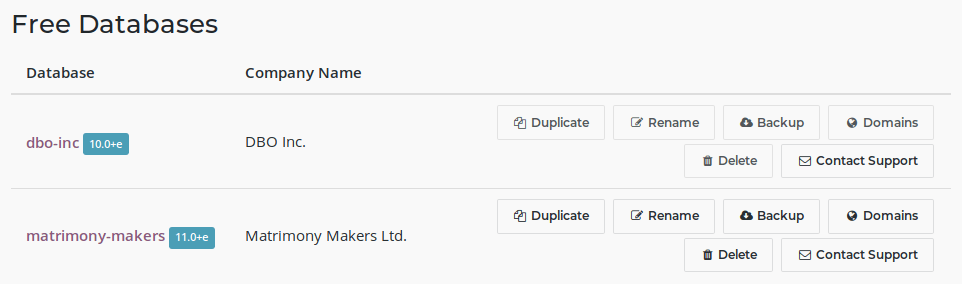 Free Databases
Database Company Name
dbo-inc 10.0+e DBO Inc. Duplicate Rename Backup Domains
Delete Contact Support
matrimony-makers 11.0+e Matrimony Makers Ltd. Duplicate Rename Backup Domains
Delete Contact Support